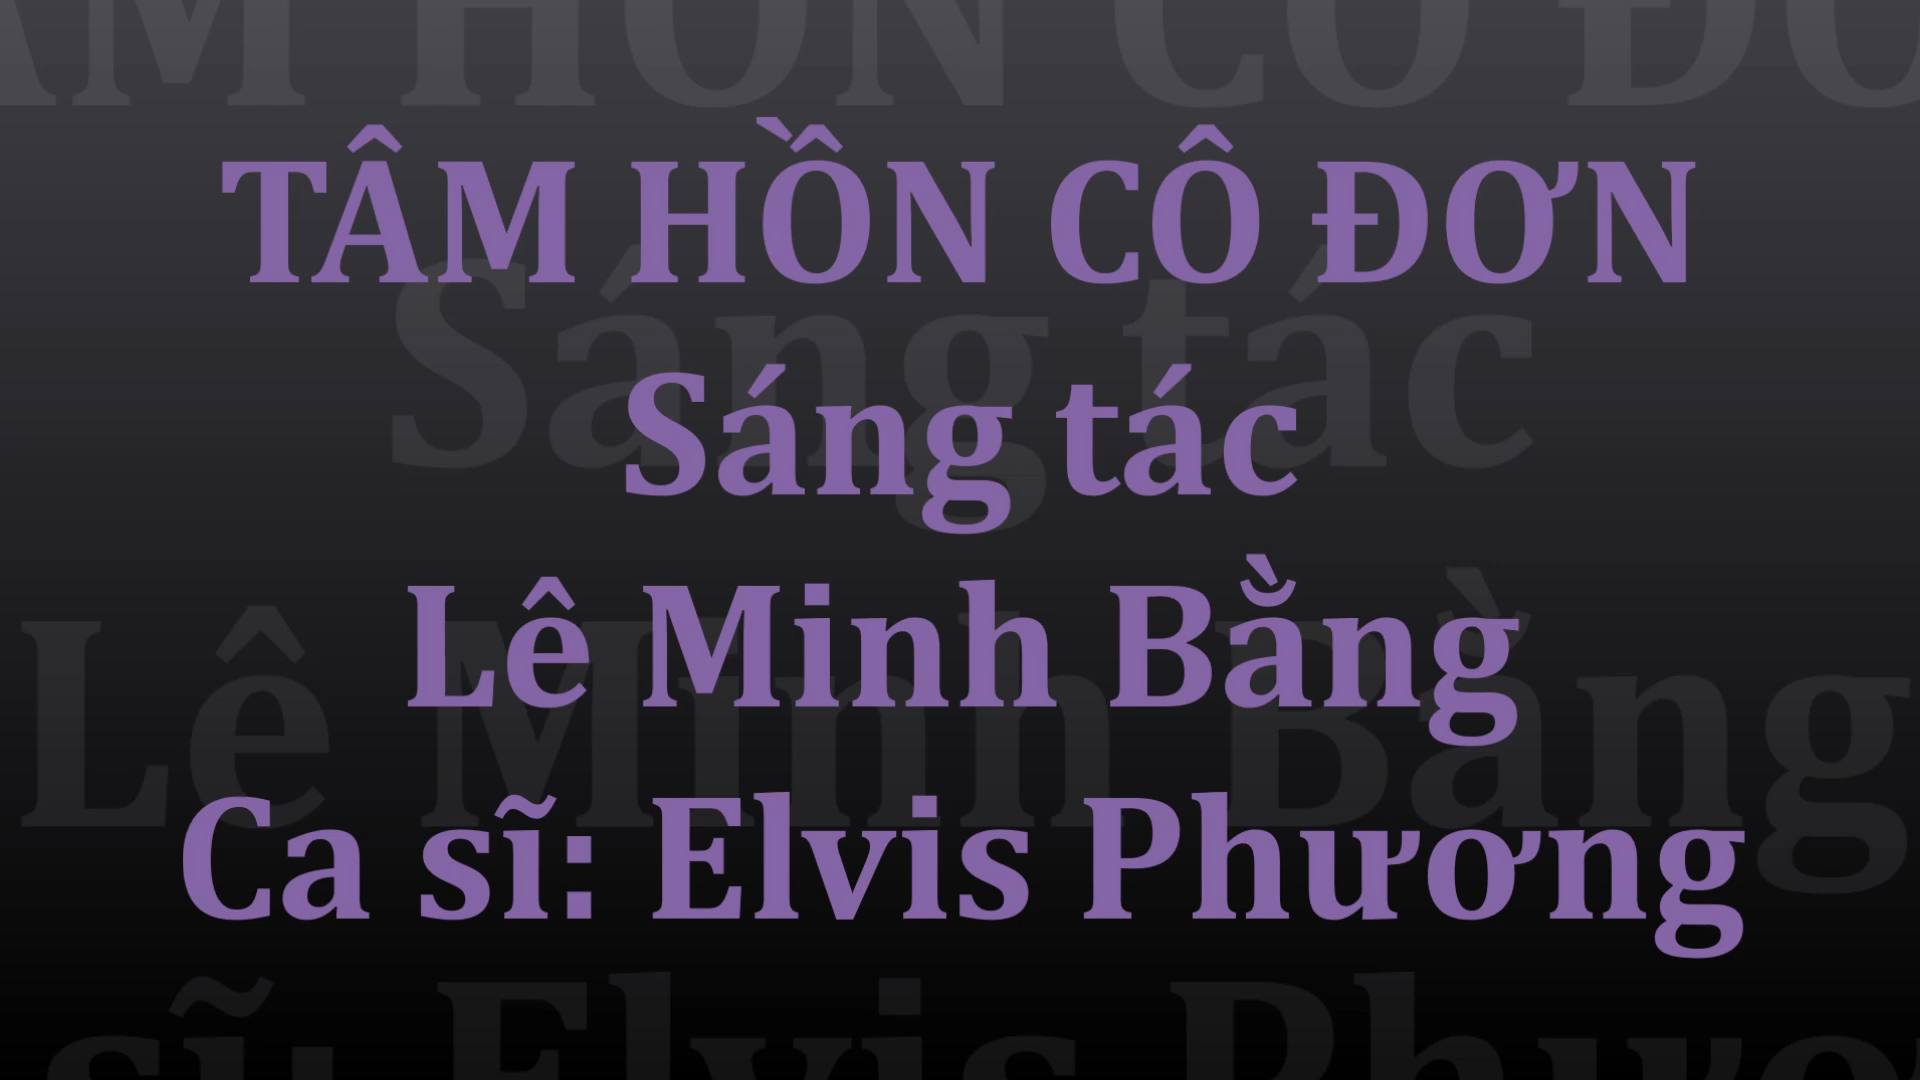 TÂM HỒN CÔ ĐƠN
Sáng tác
Lê Minh Bằng
Ca sĩ: Elvis Phương